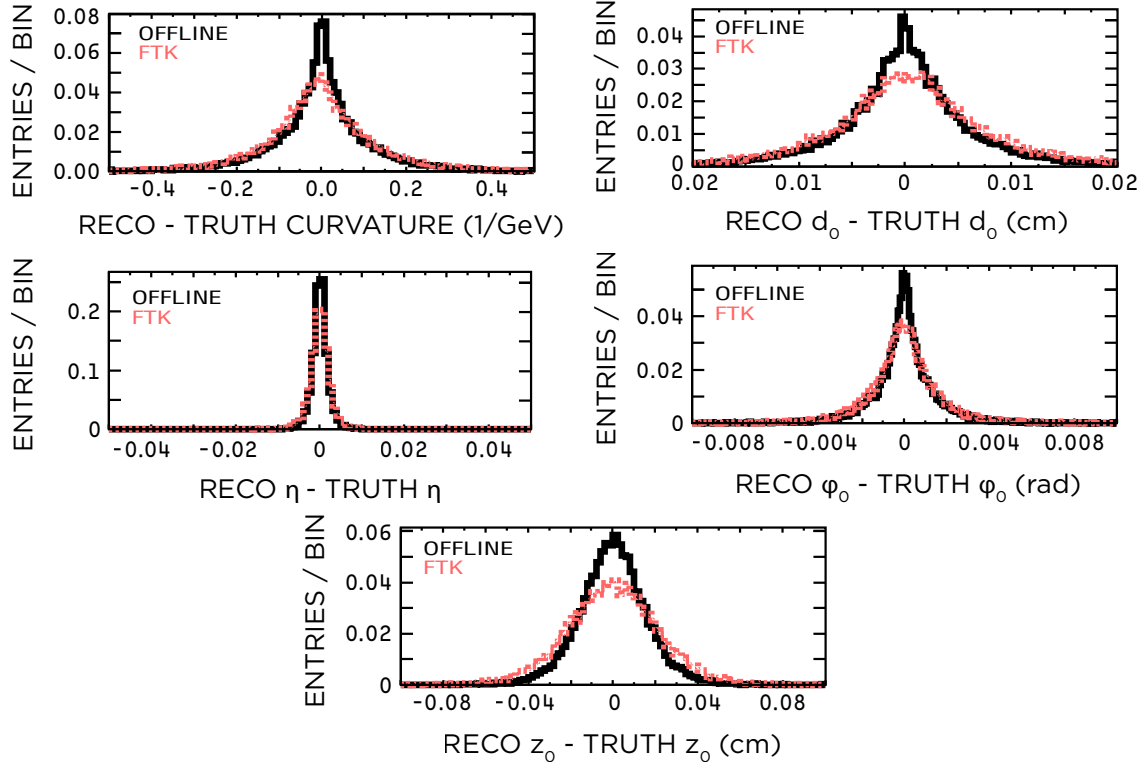 ENTRIES / BIN
0.08
0.06
0.04
0.02
0.00
OFFLINE
FTK
-0.4 -0.2 0.0 0.2 0.4
RECO - TRUTH CURVATURE (1/GeV)
ENTRIES / BIN
0.04
0.03
0.02
0.01
0
OFFLINE
FTK
0.02 0.01 0 0.01 0.02
RECO d₀ - TRUTH d₀ (cm)
ENTRIES / BIN
0.2
0.1
0
OFFLINE
FTK
-0.04 -0.02 0 0.02 0.04
RECO η - TRUTH η
ENTRIES / BIN
0.04
0.02
0
OFFLINE
FTK
-0.008 -0.004 0 0.004 0.008
RECO φ₀ - TRUTH φ₀ (rad)
ENTRIES / BIN
0.06
0.04
0.02
0
OFFLINE
FTK
-0.08 -0.04 0 0.04 0.08
RECO z₀ - TRUTH z₀ (cm)